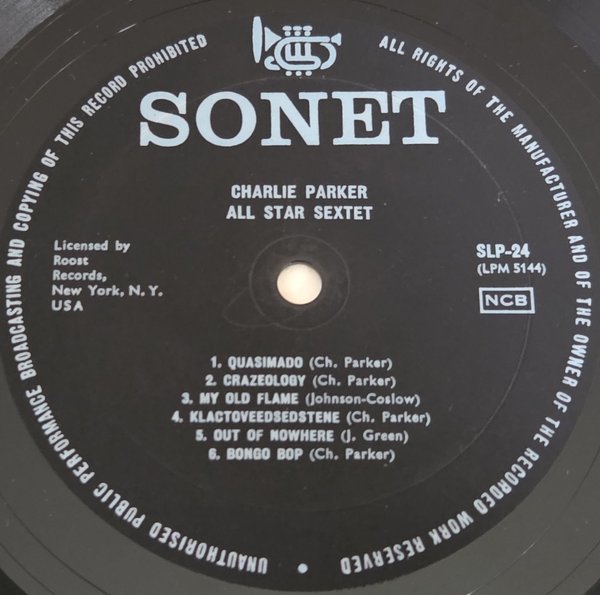 SONET
CHARLIE PARKER
ALL STAR SEXTET
Licensed by
Roost
Records,
New York, N. Y.
USA
SLP-24
(LPM 5144)
NCB
1. QUASIMADO (Ch. Parker)
2. CRAZEOLOGY (Ch. Parker)
3. MY OLD FLAME (Johnson-Coslow)
4. KLACTOVEEDSEDSTENE (Ch. Parker)
5. OUT OF NOWHERE (J. Green)
6. BONGO BOP (Ch. Parker)
ALL RIGHTS OF THE MANUFACTURER AND OF THE OWNER OF THE RECORDED WORK RESERVED
• UNAUTHORISED PUBLIC PERFORMANCE BROADCASTING AND COPYING OF THIS RECORD PROHIBITED